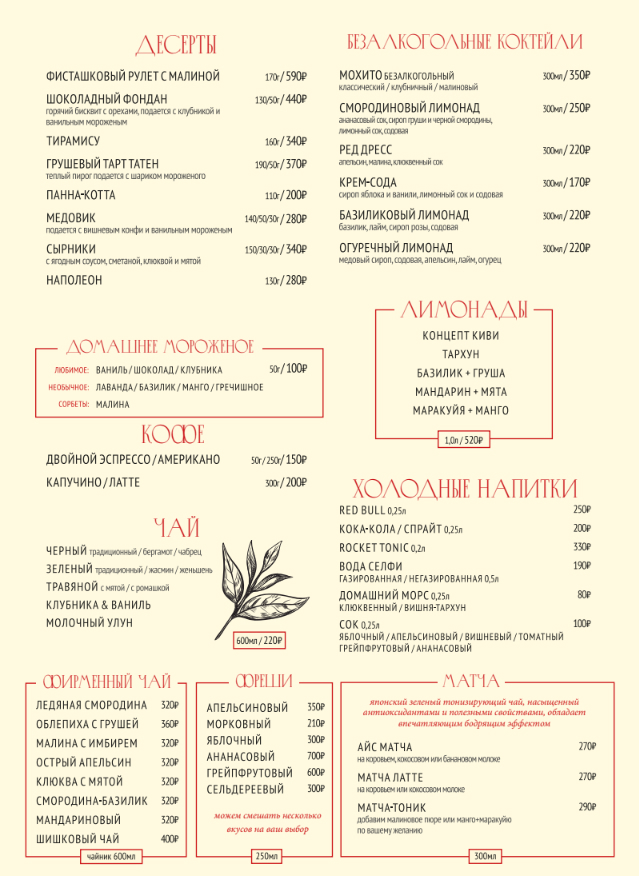 ДЕСЕРТЫ
ФИСТАШКОВЫЙ РУЛЕТ С МАЛИНОЙ 170г / 590₽
ШОКОЛАДНЫЙ ФОНДАН 130/50г / 440₽
горячий бисквит с орехами, подается с клубникой и
ванильным мороженым
ТИРАМИСУ 160г / 340₽
ГРУШЕВЫЙ ТАРТ ТАТЕН 190/50г / 370₽
теплый пирог подается с шариком мороженого
ПАННА-КОТТА 110г / 200₽
МЕДОВИК 140/50/30г / 280₽
подается с вишневым конфи и ванильным мороженым
СЫРНИКИ 150/30/30г / 340₽
с ягодным соусом, сметаной, клюквой и мятой
НАПОЛЕОН 130г / 280₽
ДОМАШНЕЕ МОРОЖЕНОЕ
ЛЮБИМОЕ: ВАНИЛЬ / ШОКОЛАД / КЛУБНИКА 50г / 100₽
НЕОБЫЧНОЕ: ЛАВАНДА / БАЗИЛИК / МАНГО / ГРЕЧИШНОЕ
СОРБЕТЫ: МАЛИНА
КОФЕ
ДВОЙНОЙ ЭСПРЕССО / АМЕРИКАНО 50г / 250г / 150₽
КАПУЧИНО / ЛАТТЕ 300г / 200₽
ЧАЙ
ЧЕРНЫЙ традиционный / бергамот / чабрец
ЗЕЛЕНЫЙ традиционный / жасмин / женьшень
ТРАВЯНОЙ с мятой / с ромашкой
КЛУБНИКА & ВАНИЛЬ
МОЛОЧНЫЙ УЛУН
600мл / 220₽
БЕЗАЛКОГОЛЬНЫЕ КОКТЕЙЛИ
МОХИТО БЕЗАЛКОГОЛЬНЫЙ 300мл / 350₽
классический / клубничный / малиновый
СМОРОДИНОВЫЙ ЛИМОНАД 300мл / 250₽
ананасовый сок, сироп груши и черной смородины,
лимонный сок, содовая
РЕД ДРЕСС 300мл / 220₽
апельсин, малина, клюквенный сок
КРЕМ-СОДА 300мл / 170₽
сироп яблока и ванили, лимонный сок и содовая
БАЗИЛИКОВЫЙ ЛИМОНАД 300мл / 220₽
базилик, лайм, сироп розы, содовая
ОГУРЕЧНЫЙ ЛИМОНАД 300мл / 220₽
медовый сироп, содовая, апельсин, лайм, огурец
ЛИМОНАДЫ
КОНЦЕПТ КИВИ
ТАРХУН
БАЗИЛИК + ГРУША
МАНДАРИН + МЯТА
МАРАКУЙЯ + МАНГО
1,0л / 520₽
ХОЛОДНЫЕ НАПИТКИ
RED BULL 0,25л 250₽
КОКА-КОЛА / СПРАЙТ 0,25л 200₽
ROCKET TONIC 0,2л 330₽
ВОДА СЕЛФИ 190₽
ГАЗИРОВАННАЯ / НЕГАЗИРОВАННАЯ 0,5л
ДОМАШНИЙ МОРС 0,25л 80₽
КЛЮКВЕННЫЙ / ВИШНЯ-ТАРХУН
СОК 0,25л 100₽
ЯБЛОЧНЫЙ / АПЕЛЬСИНОВЫЙ / ВИШНЕВЫЙ / ТОМАТНЫЙ
ГРЕЙПФРУТОВЫЙ / АНАНАСОВЫЙ
ФИРМЕННЫЙ ЧАЙ
ЛЕДЯНАЯ СМОРОДИНА 320₽
ОБЛЕПИХА С ГРУШЕЙ 360₽
МАЛИНА С ИМБИРЕМ 320₽
ОСТРЫЙ АПЕЛЬСИН 320₽
КЛЮКВА С МЯТОЙ 320₽
СМОРОДИНА-БАЗИЛИК 320₽
МАНДАРИНОВЫЙ 320₽
ШИШКОВЫЙ ЧАЙ 400₽
чайник 600мл
ФРЕШИ
АПЕЛЬСИНОВЫЙ 350₽
МОРКОВНЫЙ 210₽
ЯБЛОЧНЫЙ 300₽
АНАНАСОВЫЙ 700₽
ГРЕЙПФРУТОВЫЙ 600₽
СЕЛЬДЕРЕЕВЫЙ 300₽
можем смешать несколько
вкусов на ваш выбор
250мл
МАТЧА
японский зеленый тонизирующий чай, насыщенный
антиоксидантами и полезными свойствами, обладает
впечатляющим бодрящим эффектом
АЙС МАТЧА 270₽
на коровьем, кокосовом или банановом молоке
МАТЧА ЛАТТЕ 270₽
на коровьем или кокосовом молоке
МАТЧА-ТОНИК 290₽
добавим малиновое пюре или манго+маракуйю
по вашему желанию
300мл